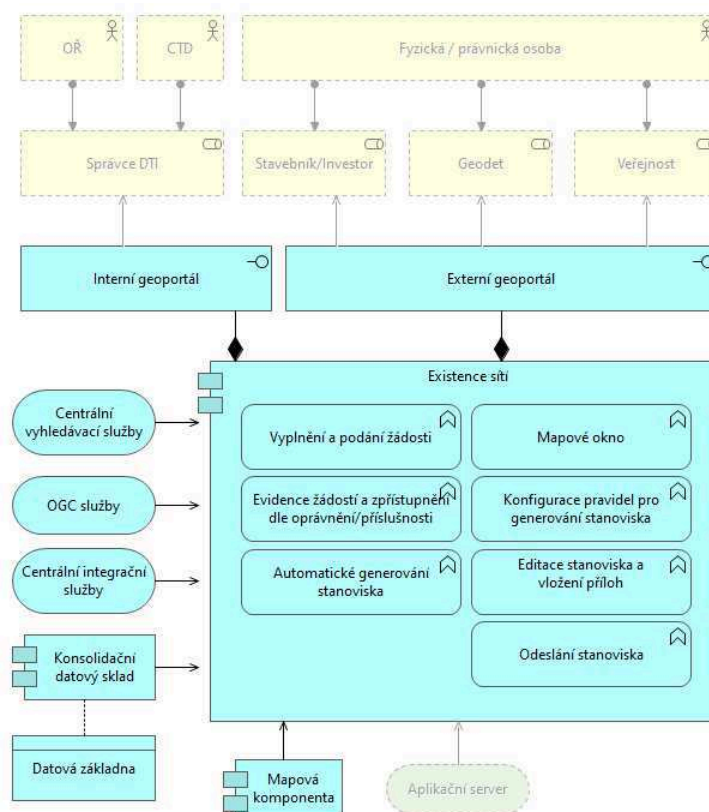 OŘ
CTD
Fyzická / právnická osoba
Správce DTI
Stavebník/Investor
Geodet
Veřejnost
Interní geoportál
Externí geoportál
Existence sítí
Centrální
vyhledávací služby
Vyplnění a podání žádosti
Mapové okno
OGC služby
Evidence žádostí a zpřístupnění
dle oprávnění/příslušnosti
Konfigurace pravidel pro
generování stanoviska
Centrální integrační
služby
Automatické generování
stanoviska
Editace stanoviska a
vložení příloh
Konsolidační
datový sklad
Odeslání stanoviska
Datová základna
Mapová
komponenta
Aplikační server